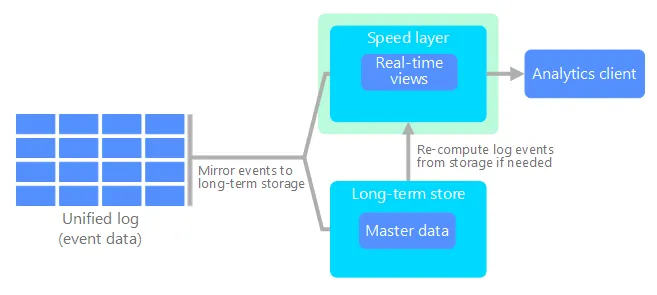 Speed layer
Real-time
views
Analytics client
Mirror events to
long-term storage
Re-compute log events
from storage if needed
Unified log
(event data)
Long-term store
Master data